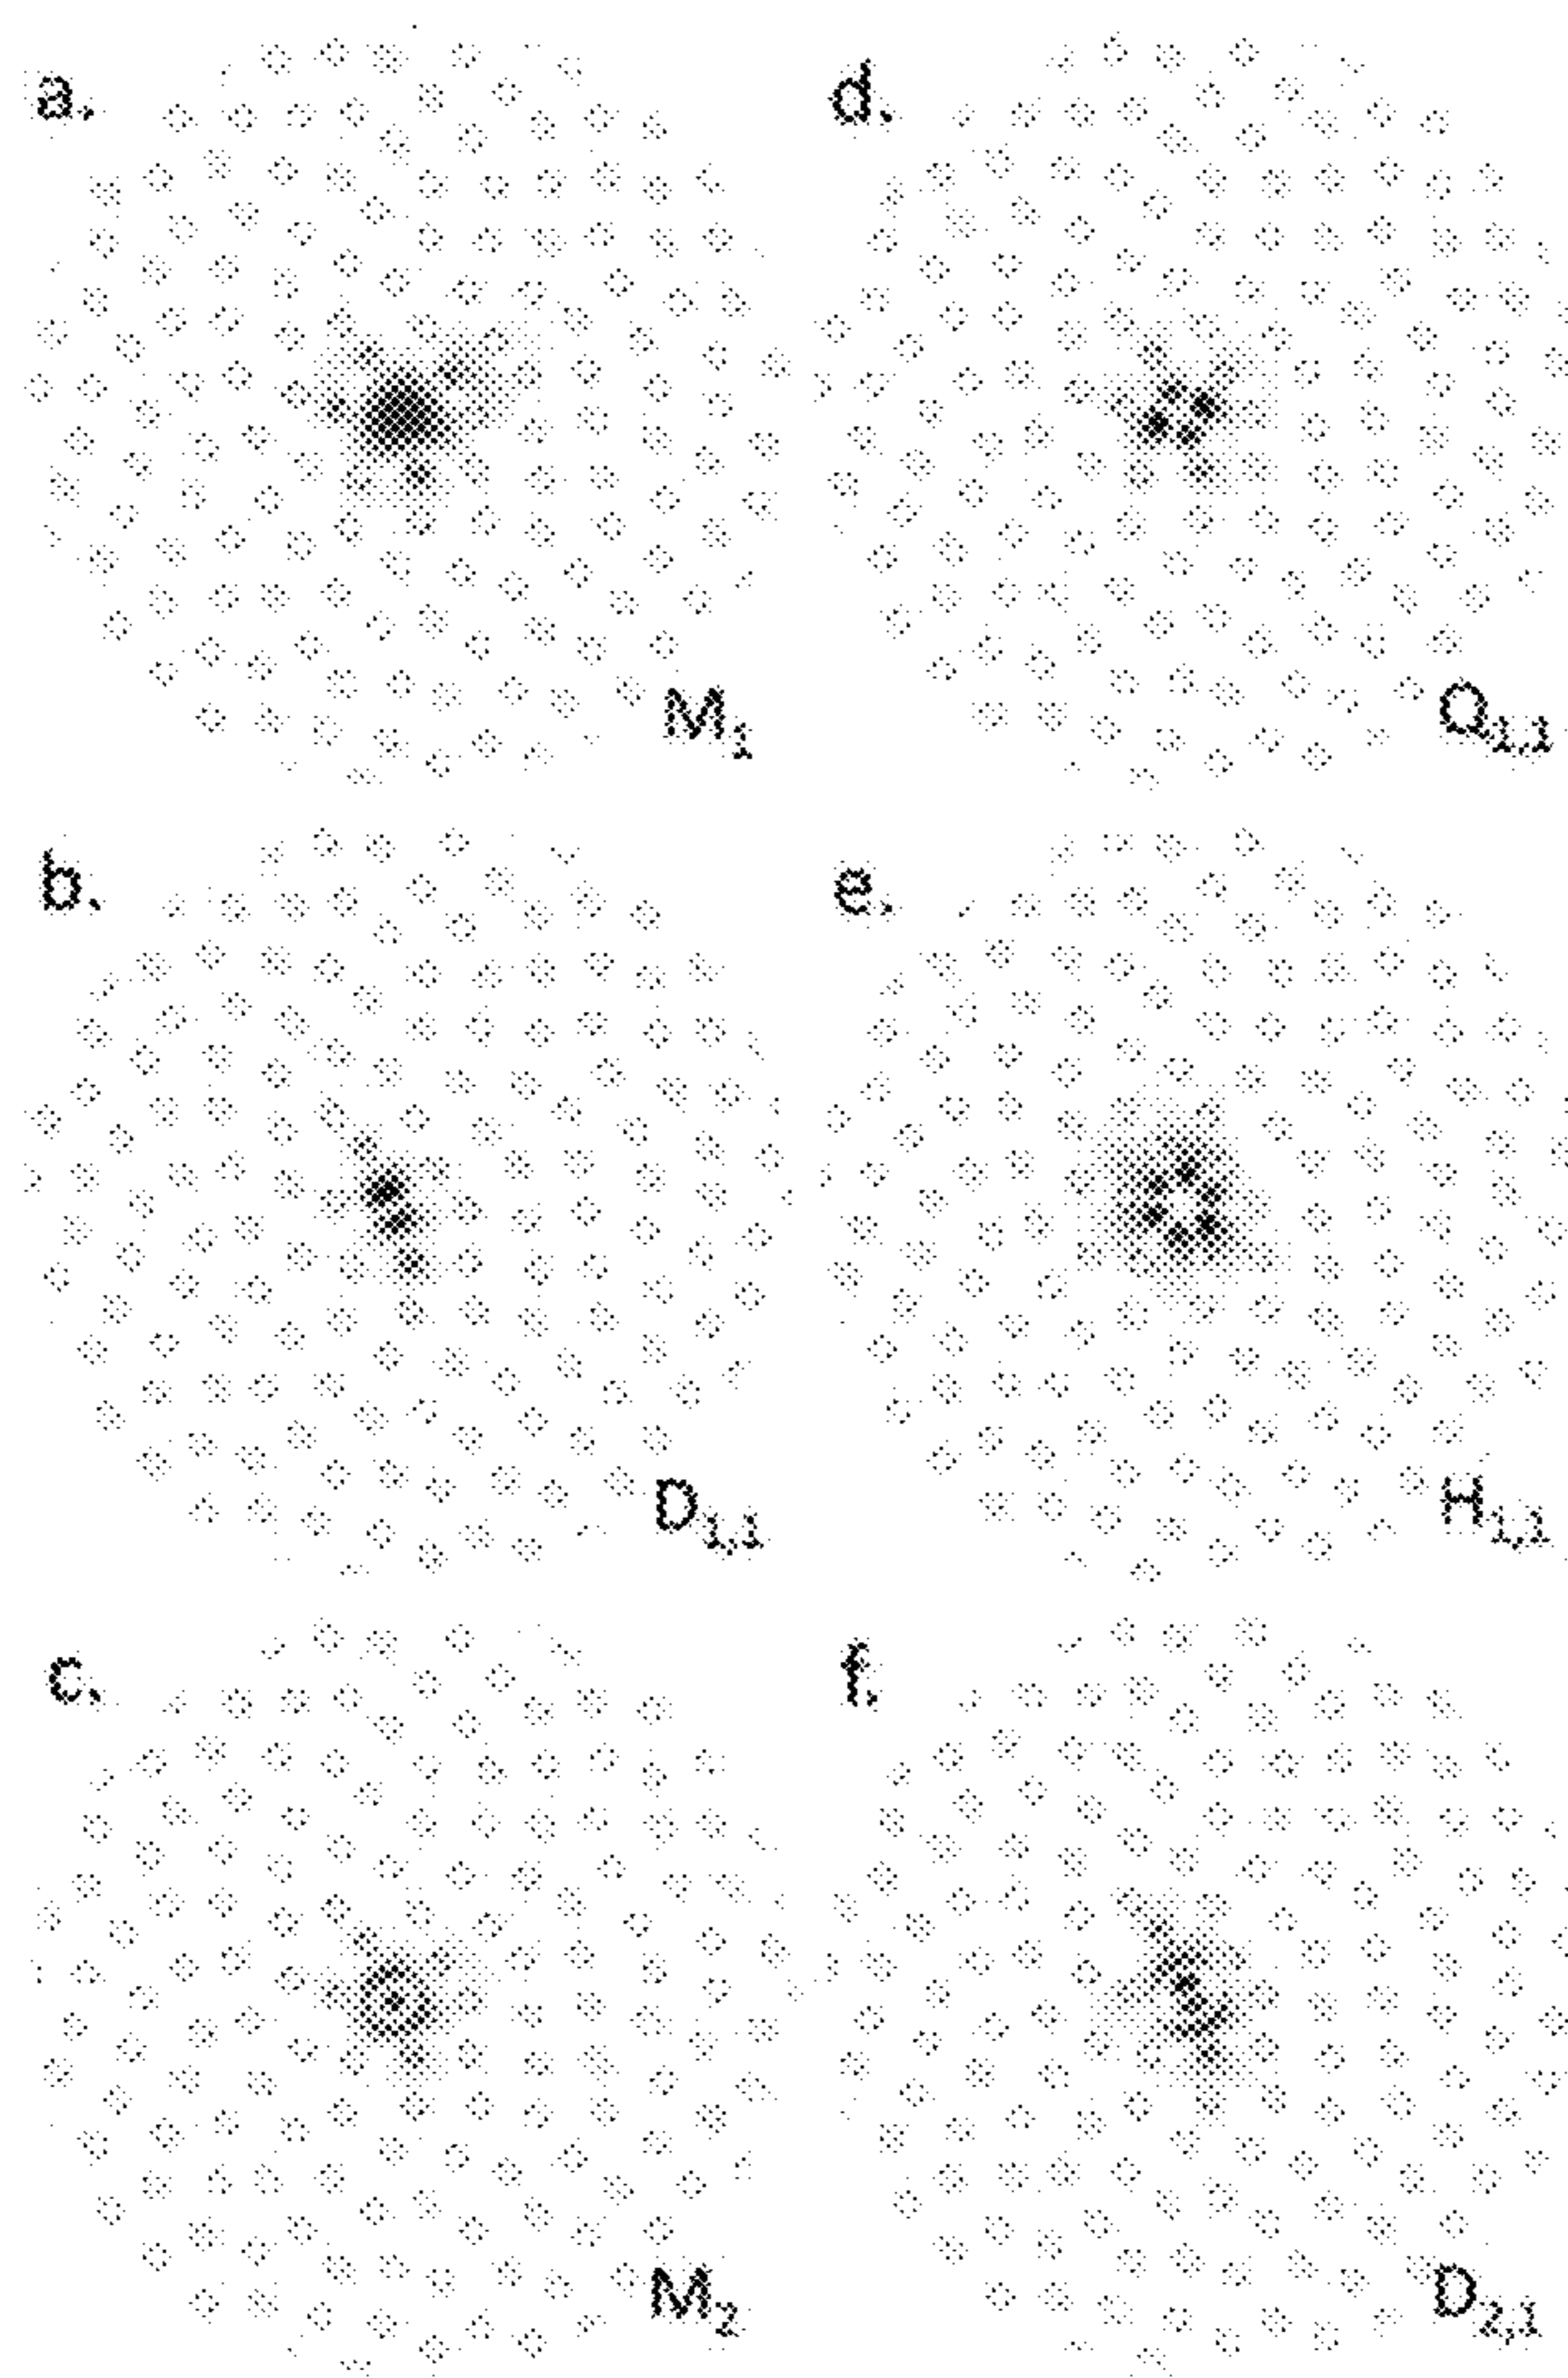 a.
M₁
d.
Q₁,₁
b.
D₁,₁
e.
H₁,₁
c.
M₂
f.
D₂,₁